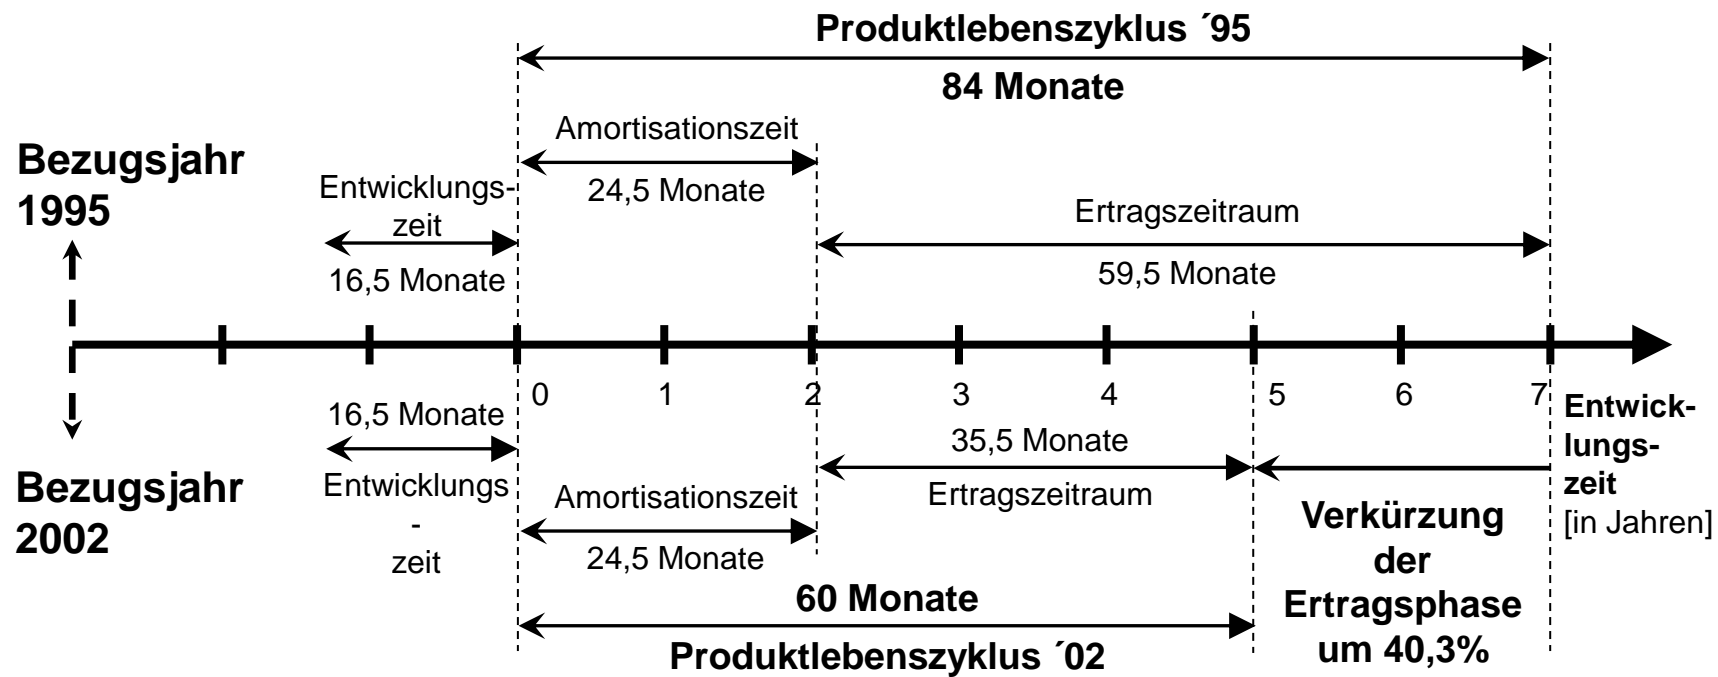 Produktlebenszyklus ´95
84 Monate
Amortisationszeit
24,5 Monate
Bezugsjahr
1995
Entwicklungs-
zeit
16,5 Monate
Ertragszeitraum
59,5 Monate
0 1 2 3 4 5 6 7
Entwick-
lungs-
zeit
[in Jahren]
Bezugsjahr
2002
16,5 Monate
Entwicklungs
-
zeit
Amortisationszeit
24,5 Monate
35,5 Monate
Ertragszeitraum
Verkürzung
der
Ertragsphase
um 40,3%
60 Monate
Produktlebenszyklus ´02